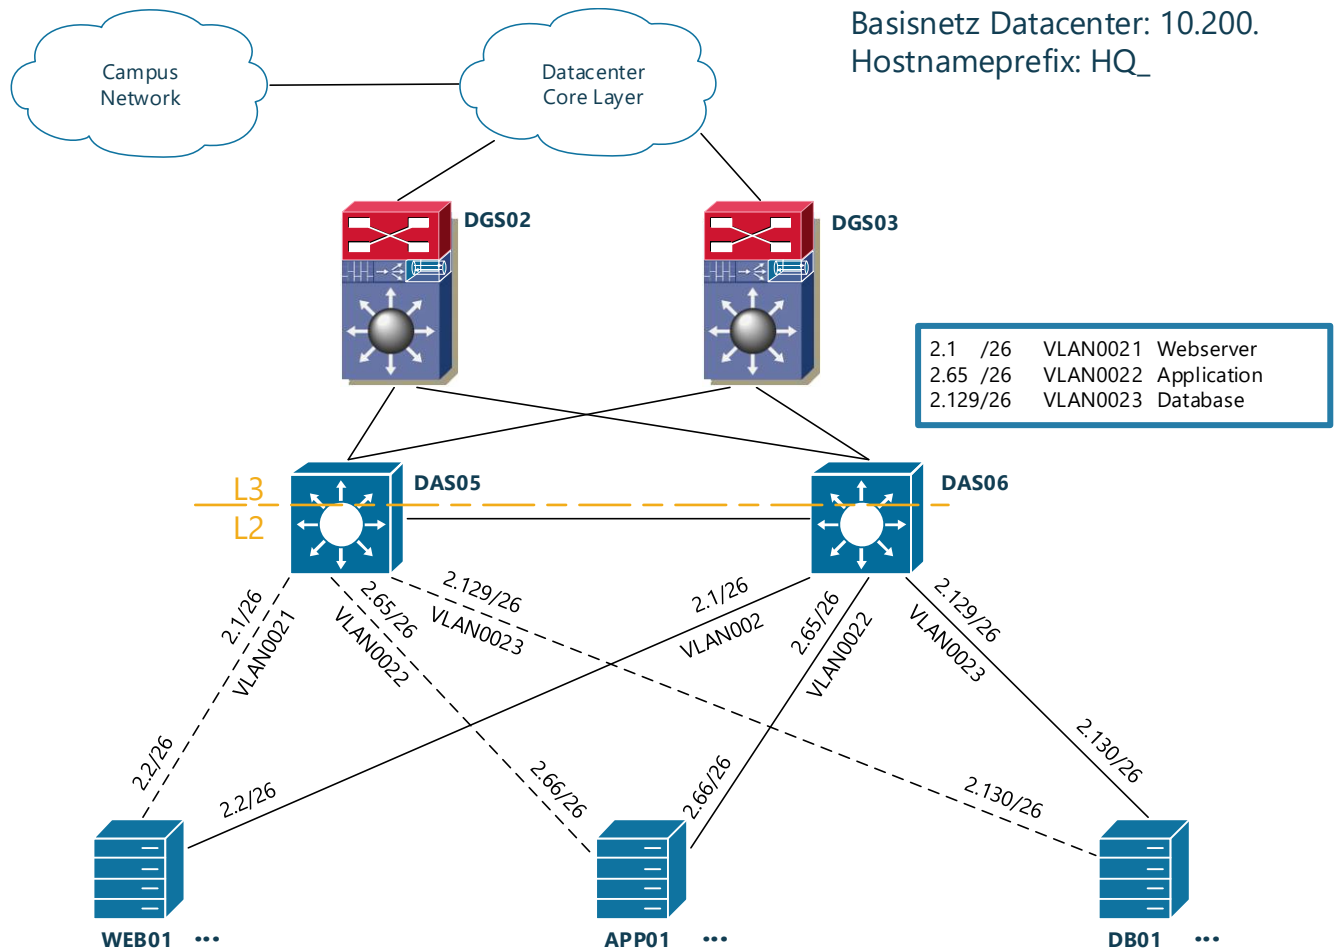 Basisnetz Datacenter: 10.200.
Hostnameprefix: HQ_
Campus
Network
Datacenter
Core Layer
DGS02
DGS03
2.1 /26 VLAN0021 Webserver
2.65 /26 VLAN0022 Application
2.129/26 VLAN0023 Database
L3
L2
DAS05
DAS06
2.1/26
VLAN0021
2.65/26
VLAN0022
2.129/26
VLAN0023
2.1/26
VLAN002
2.65/26
VLAN0022
2.129/26
VLAN0023
2.2/26
2.2/26
2.66/26
2.66/26
2.130/26
2.130/26
WEB01 ...
APP01 ...
DB01 ...